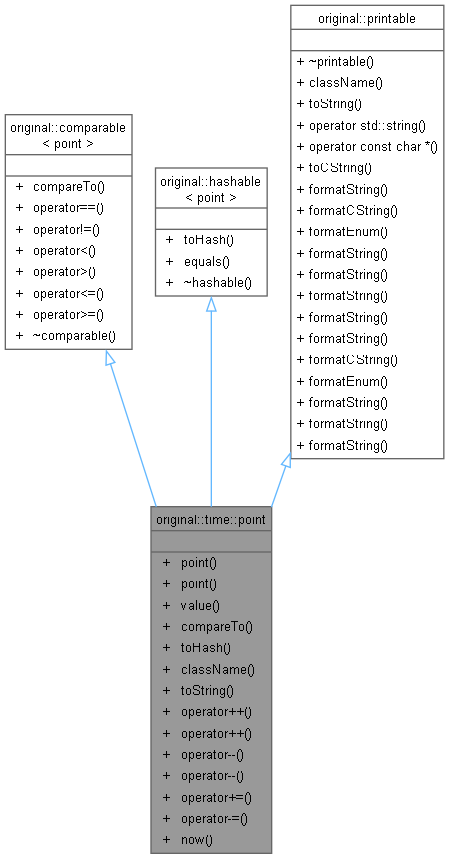 original::printable
+ ~printable()
+ className()
+ toString()
+ operator std::string()
+ operator const char *()
+ toCString()
+ formatString()
+ formatCString()
+ formatEnum()
+ formatString()
+ formatString()
+ formatString()
+ formatString()
+ formatString()
+ formatCString()
+ formatEnum()
+ formatString()
+ formatString()
+ formatString()
original::comparable
< point >
+ compareTo()
+ operator==()
+ operator!=()
+ operator<()
+ operator>()
+ operator<=()
+ operator>=()
+ ~comparable()
original::hashable
< point >
+ toHash()
+ equals()
+ ~hashable()
original::time::point
+ point()
+ point()
+ value()
+ compareTo()
+ toHash()
+ className()
+ toString()
+ operator++()
+ operator++()
+ operator--()
+ operator--()
+ operator+=()
+ operator-=()
+ now()